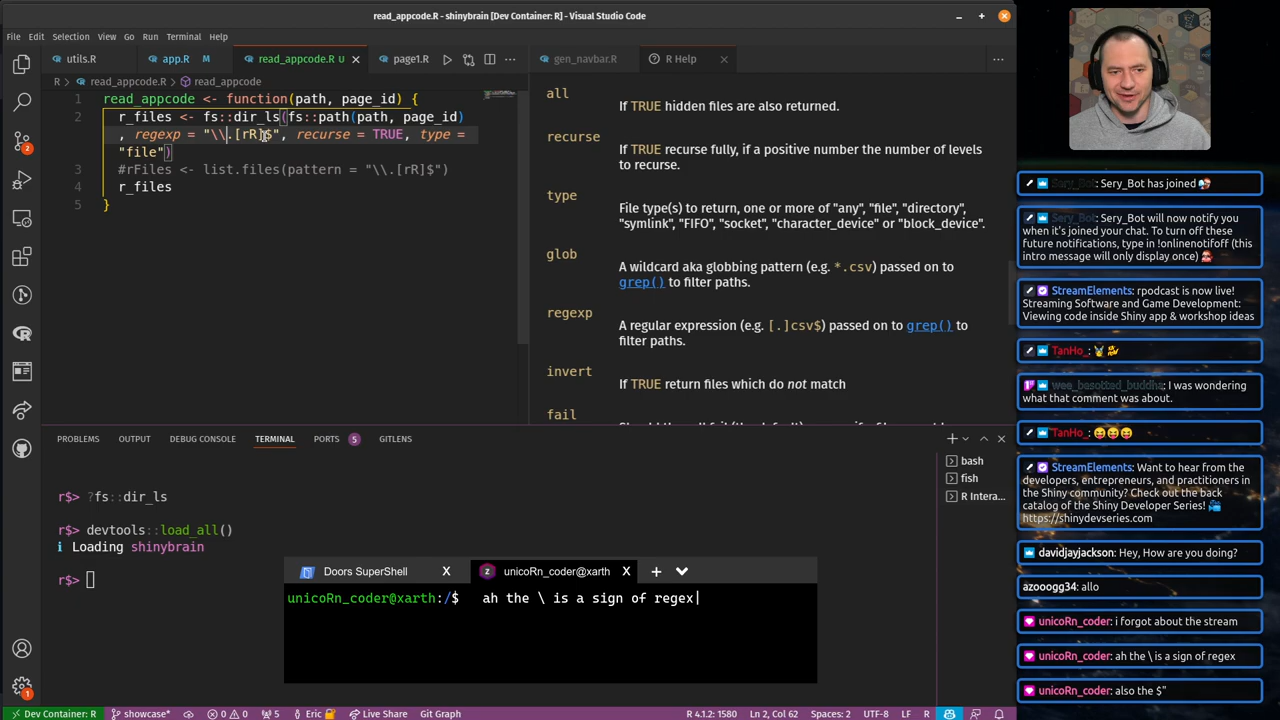 read_appcode.R - shinybrain [Dev Container: R] - Visual Studio Code
File Edit Selection View Go Run Terminal Help
utils.R
app.R M
read_appcode.R U
page1.R
gen_navbar.R
R Help
R > read_appcode.R > read_appcode
1 read_appcode <- function(path, page_id) {
2 r_files <- fs::dir_ls(fs::path(path, page_id)
, regexp = "\\.[rR]$", recurse = TRUE, type =
"file")
3 #rFiles <- list.files(pattern = "\\.[rR]$")
4 r_files
5 }
all
If TRUE hidden files are also returned.
recurse
If TRUE recurse fully, if a positive number the number of levels
to recurse.
type
File type(s) to return, one or more of "any", "file", "directory",
"symlink", "FIFO", "socket", "character_device" or "block_device".
glob
A wildcard aka globbing pattern (e.g. *.csv) passed on to
grep() to filter paths.
regexp
A regular expression (e.g. [.]csv$) passed on to grep() to
filter paths.
invert
If TRUE return files which do not match
fail
PROBLEMS OUTPUT DEBUG CONSOLE TERMINAL PORTS 5 GITLENS
bash
fish
R Intera...
r$> ?fs::dir_ls
r$> devtools::load_all()
i Loading shinybrain
r$>
Doors SuperShell
unicoRn_coder@xarth
unicoRn_coder@xarth:/$ ah the \ is a sign of regex|
Sery_Bot: Sery_Bot has joined
Sery_Bot: Sery_Bot will now notify you
when it's joined your chat. To turn off these
future notifications, type in !onlinenotifoff (this
intro message will only display once)
StreamElements: rpodcast is now live!
Streaming Software and Game Development:
Viewing code inside Shiny app & workshop ideas
TanHo_:
wee_basottad_buddha: I was wondering
what that comment was about.
TanHo_:
StreamElements: Want to hear from the
developers, entrepreneurs, and practitioners in
the Shiny community? Check out the back
catalog of the Shiny Developer Series!
https://shinydevseries.com
davidjayjackson: Hey, How are you doing?
azooogg34: allo
unicoRn_coder: i forgot about the stream
unicoRn_coder: ah the \ is a sign of regex
unicoRn_coder: also the $"
Dev Container: R showcase* 0 0 5 Eric Live Share Git Graph R 4.1.2: 1580 Ln 2, Col 62 Spaces: 2 UTF-8 LF R